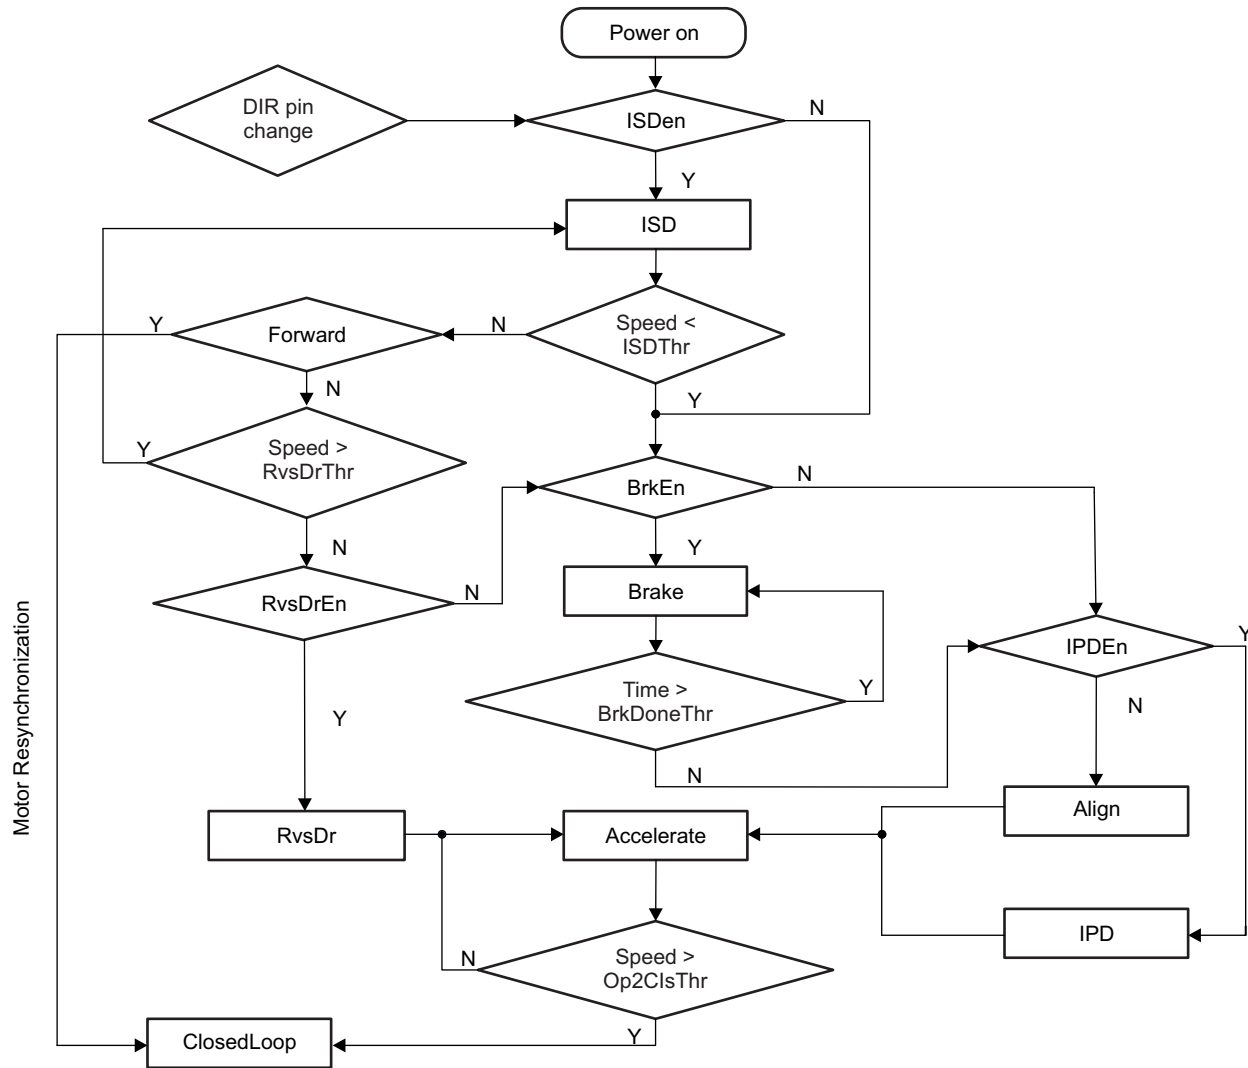 Power on
DIR pin
change
ISDen
N
Y
ISD
Speed <
ISDThr
N
Forward
Y
Y
N
Speed >
RvsDrThr
Y
N
BrkEn
N
Y
RvsDrEn
N
Brake
Y
IPDEn
Y
N
Time >
BrkDoneThr
Y
N
Motor Resynchronization
RvsDr
Accelerate
Align
IPD
Speed >
Op2ClsThr
N
Y
ClosedLoop